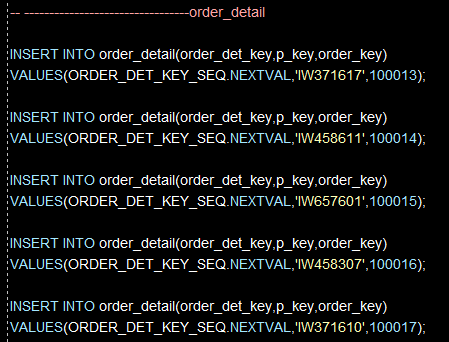 -- ---------------------------------order_detail
INSERT INTO order_detail(order_det_key,p_key,order_key)
VALUES(ORDER_DET_KEY_SEQ.NEXTVAL,'IW371617',100013);
INSERT INTO order_detail(order_det_key,p_key,order_key)
VALUES(ORDER_DET_KEY_SEQ.NEXTVAL,'IW458611',100014);
INSERT INTO order_detail(order_det_key,p_key,order_key)
VALUES(ORDER_DET_KEY_SEQ.NEXTVAL,'IW657601',100015);
INSERT INTO order_detail(order_det_key,p_key,order_key)
VALUES(ORDER_DET_KEY_SEQ.NEXTVAL,'IW458307',100016);
INSERT INTO order_detail(order_det_key,p_key,order_key)
VALUES(ORDER_DET_KEY_SEQ.NEXTVAL,'IW371610',100017);